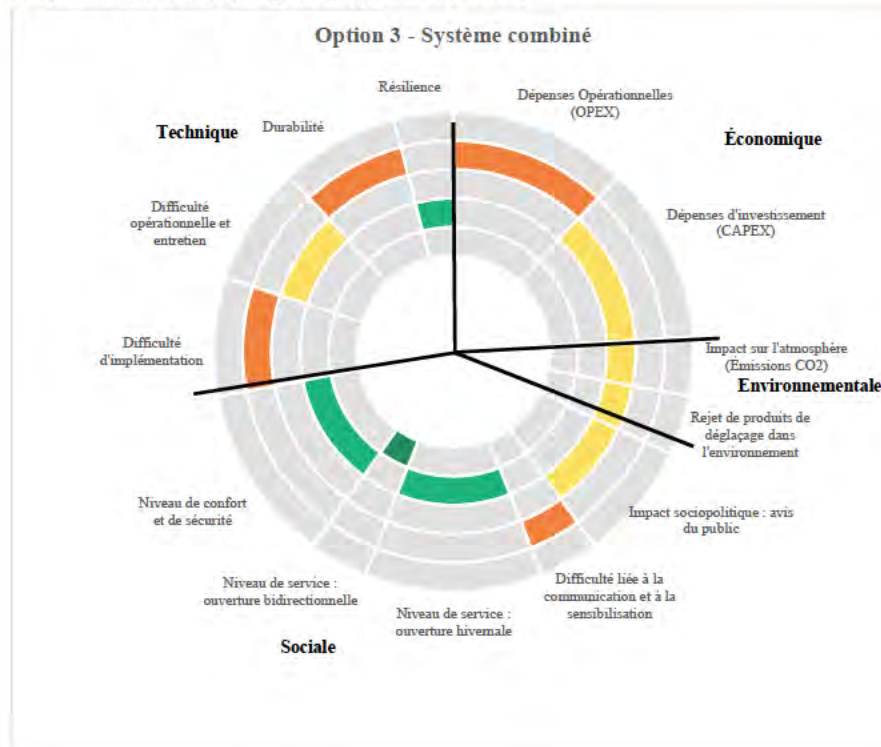 Option 3 - Système combiné
Résilience
Dépenses Opérationnelles
(OPEX)
Technique
Durabilité
Économique
Difficulté
opérationnelle et
entretien
Dépenses d'investissement
(CAPEX)
Difficulté
d'implémentation
Impact sur l'atmosphère
(Émissions CO2)
Environnementale
Rejet de produits de
déglaçage dans
l'environnement
Niveau de confort
et de sécurité
Impact sociopolitique : avis
du public
Niveau de service :
ouverture bidirectionnelle
Niveau de service :
ouverture hivernale
Difficulté liée à la
communication et à la
sensibilisation
Sociale